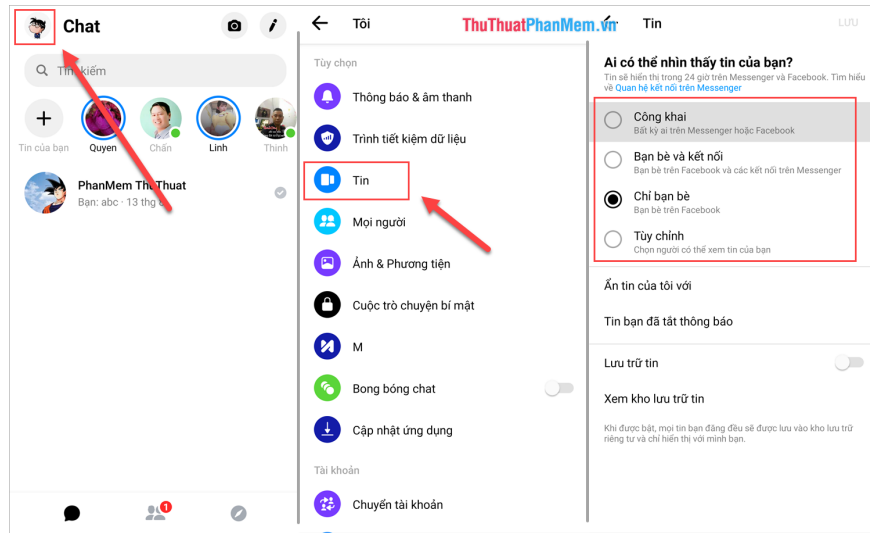 Chat
Tìm kiếm
Tin của bạn
Quyen
Chấn
Linh
Thinh
PhanMem ThuThuat
Bạn: abc · 13 thg
Tôi
ThuThuatPhanMem.vn
Tùy chọn
Thông báo & âm thanh
Trình tiết kiệm dữ liệu
Tin
Mọi người
Ảnh & Phương tiện
Cuộc trò chuyện bí mật
M
Bong bóng chat
Cập nhật ứng dụng
Tài khoản
Chuyển tài khoản
1
Tin
LƯU
Ai có thể nhìn thấy tin của bạn?
Tin sẽ hiển thị trong 24 giờ trên Messenger và Facebook. Tìm hiểu
về Quan hệ kết nối trên Messenger
Công khai
Bất kỳ ai trên Messenger hoặc Facebook
Bạn bè và kết nối
Bạn bè trên Facebook và các kết nối trên Messenger
Chỉ bạn bè
Bạn bè trên Facebook
Tùy chỉnh
Chọn người có thể xem tin của bạn
Ẩn tin của tôi với
Tin bạn đã tắt thông báo
Lưu trữ tin
Xem kho lưu trữ tin
Khi được bật, mọi tin bạn đăng đều sẽ được lưu vào kho lưu trữ
riêng tư và chỉ hiển thị với mình bạn.